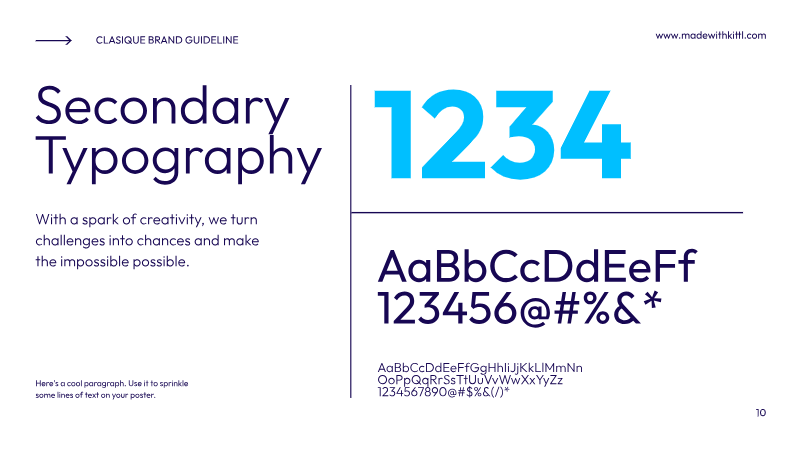 CLASIQUE BRAND GUIDELINE
www.madewithkittl.com
Secondary
Typography
With a spark of creativity, we turn
challenges into chances and make
the impossible possible.
Here's a cool paragraph. Use it to sprinkle
some lines of text on your poster.
1234
AaBbCcDdEeFf
123456@#%&*
AaBbCcDdEeFfGgHhIiJjKkLlMmNn
OoPpQqRrSsTtUuVvWwXxYyZz
1234567890@#$%&(/)*
10